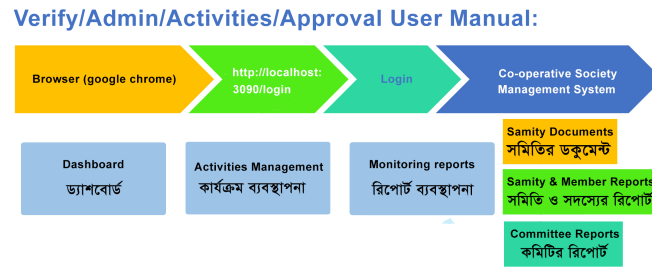 Verify/Admin/Activities/Approval User Manual:
Browser (google chrome)
http://localhost:
3090/login
Login
Co-operative Society
Management System
Dashboard
ড্যাশবোর্ড
Activities Management
কার্যক্রম ব্যবস্থাপনা
Monitoring reports
রিপোর্ট ব্যবস্থাপনা
Samity Documents
সমিতির ডকুমেন্ট
Samity & Member Reports
সমিতি ও সদস্যের রিপোর্ট
Committee Reports
কমিটির রিপোর্ট